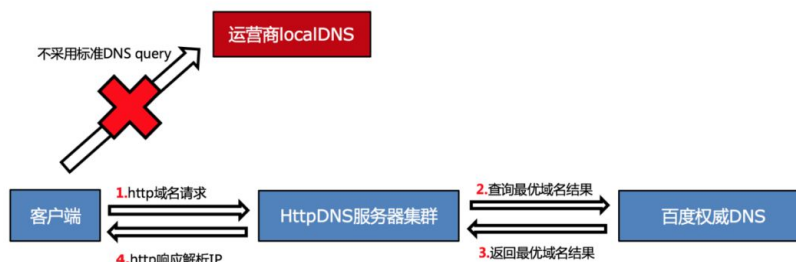 运营商localDNS
不采用标准DNS query
1.http域名请求
2.查询最优域名结果
客户端
HttpDNS服务器集群
百度权威DNS
4.http响应解析IP
3.返回最优域名结果